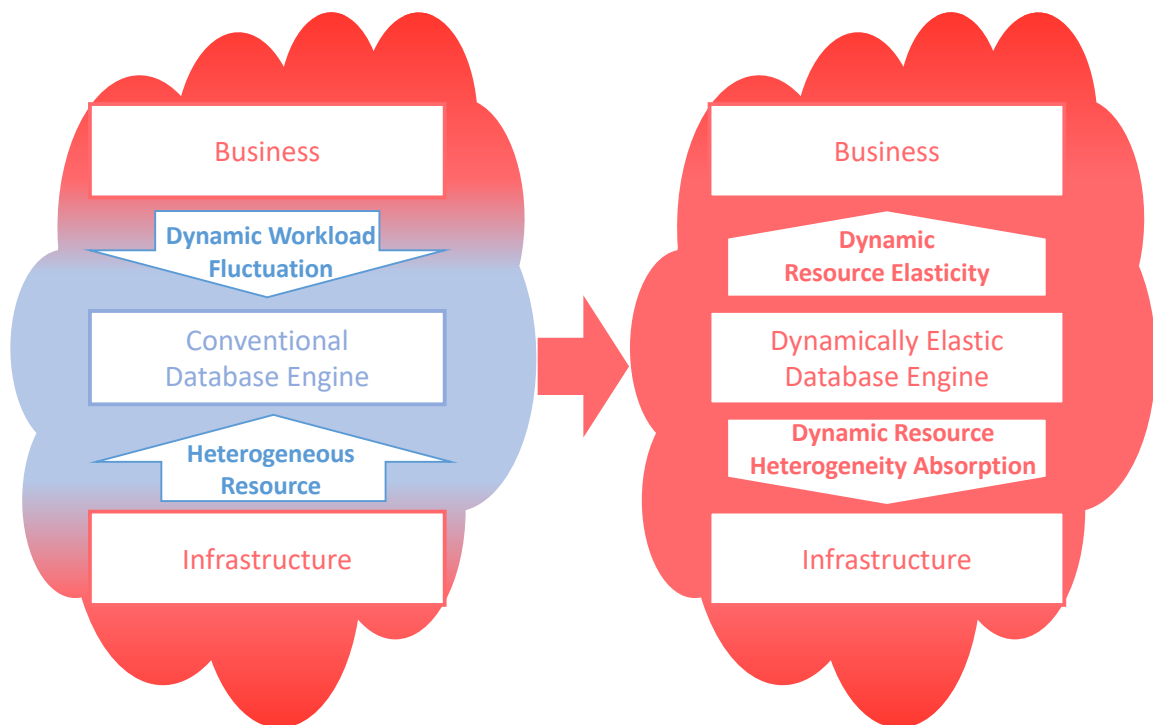 Business
Dynamic Workload
Fluctuation
Conventional
Database Engine
Heterogeneous
Resource
Infrastructure
Business
Dynamic
Resource Elasticity
Dynamically Elastic
Database Engine
Dynamic Resource
Heterogeneity Absorption
Infrastructure